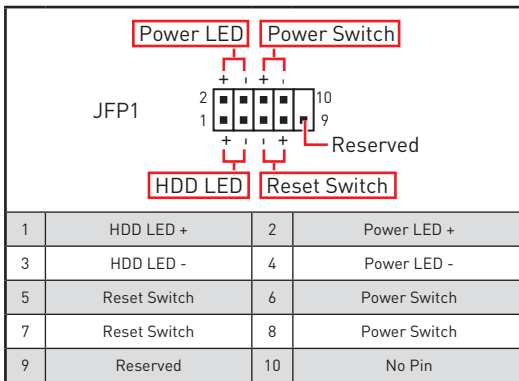 Power LED Power Switch
+ - + -
2 10
JFP1
1 9
+ - - +
Reserved
HDD LED Reset Switch
1 HDD LED + 2 Power LED +
3 HDD LED - 4 Power LED -
5 Reset Switch 6 Power Switch
7 Reset Switch 8 Power Switch
9 Reserved 10 No Pin